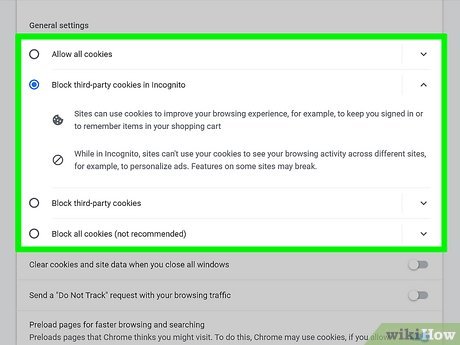 General settings
Allow all cookies
Block third-party cookies in Incognito
Sites can use cookies to improve your browsing experience, for example, to keep you signed in or
to remember items in your shopping cart
While in Incognito, sites can't use your cookies to see your browsing activity across different sites,
for example, to personalize ads. Features on some sites may break.
Block third-party cookies
Block all cookies (not recommended)
Clear cookies and site data when you close all windows
Send a "Do Not Track" request with your browsing traffic
Preload pages for faster browsing and searching
Preloads pages that Chrome thinks you might visit. To do this, Chrome may use cookies, if you allow
wikiHow